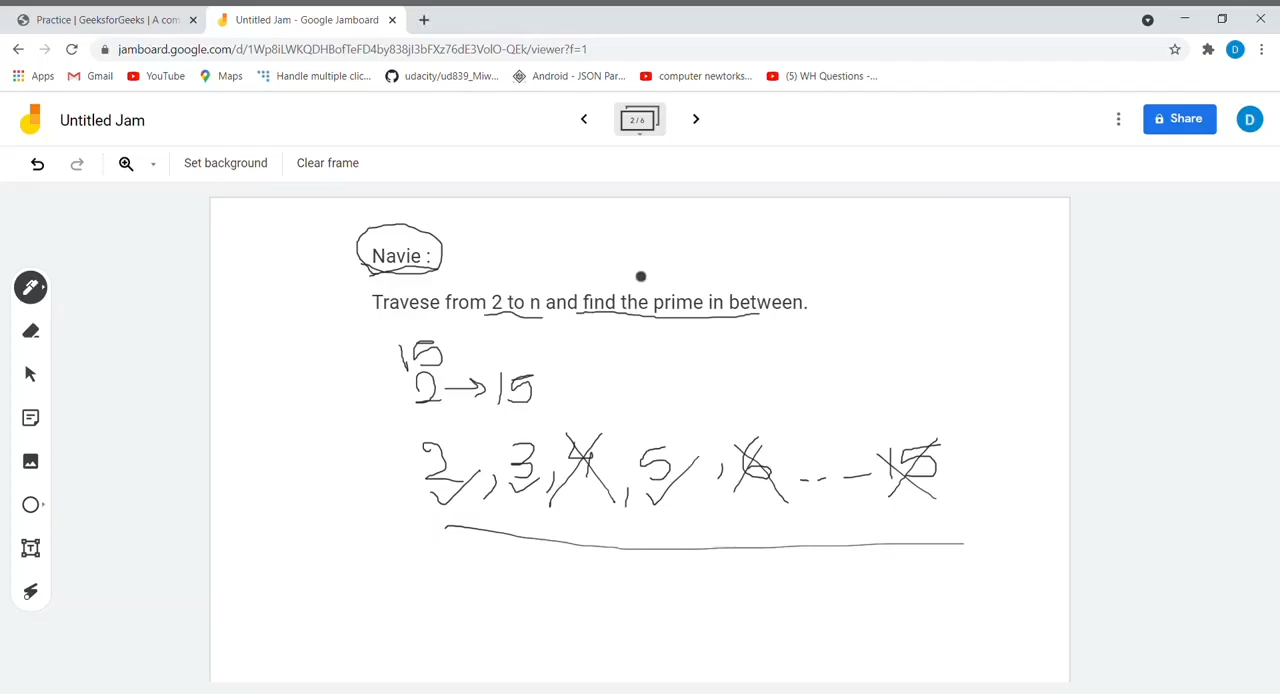 Practice | GeeksforGeeks | A com
Untitled Jam - Google Jamboard
jamboard.google.com/d/1Wp8iLWKQDHBofTeFD4by838jI3bFXz76dE3VolO-QEk/viewer?f=1
D
Apps
Gmail
YouTube
Maps
Handle multiple clic...
udacity/ud839_Miw...
Android - JSON Par...
computer newtorks...
(5) WH Questions -...
Untitled Jam
2 / 6
Share
D
Set background
Clear frame
Navie :
Travese from 2 to n and find the prime in between.
15
2 → 15
2, 3, 4, 5, 6 ... - 15